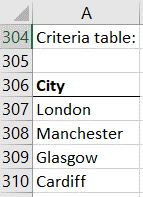 A
304 Criteria table:
305
306 City
307 London
308 Manchester
309 Glasgow
310 Cardiff